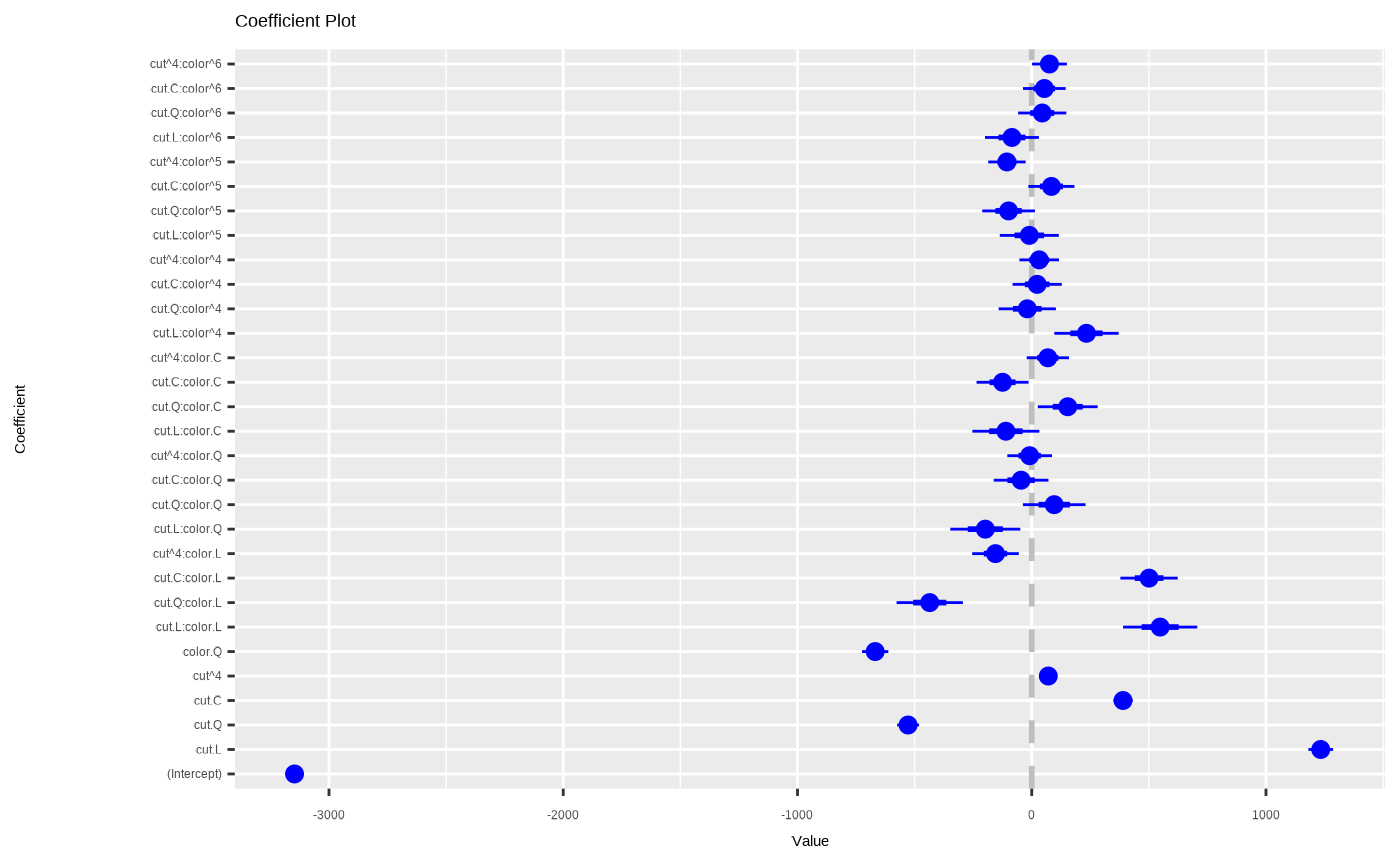 Coefficient Plot
cut^4:color^6
cut.C:color^6
cut.Q:color^6
cut.L:color^6
cut^4:color^5
cut.C:color^5
cut.Q:color^5
cut.L:color^5
cut^4:color^4
cut.C:color^4
cut.Q:color^4
cut.L:color^4
cut^4:color.C
cut.C:color.C
cut.Q:color.C
cut.L:color.C
cut^4:color.Q
cut.C:color.Q
cut.Q:color.Q
cut.L:color.Q
cut^4:color.L
cut.C:color.L
cut.Q:color.L
cut.L:color.L
color.Q
cut^4
cut.C
cut.Q
cut.L
(Intercept)
Coefficient
-3000 -2000 -1000 0 1000
Value